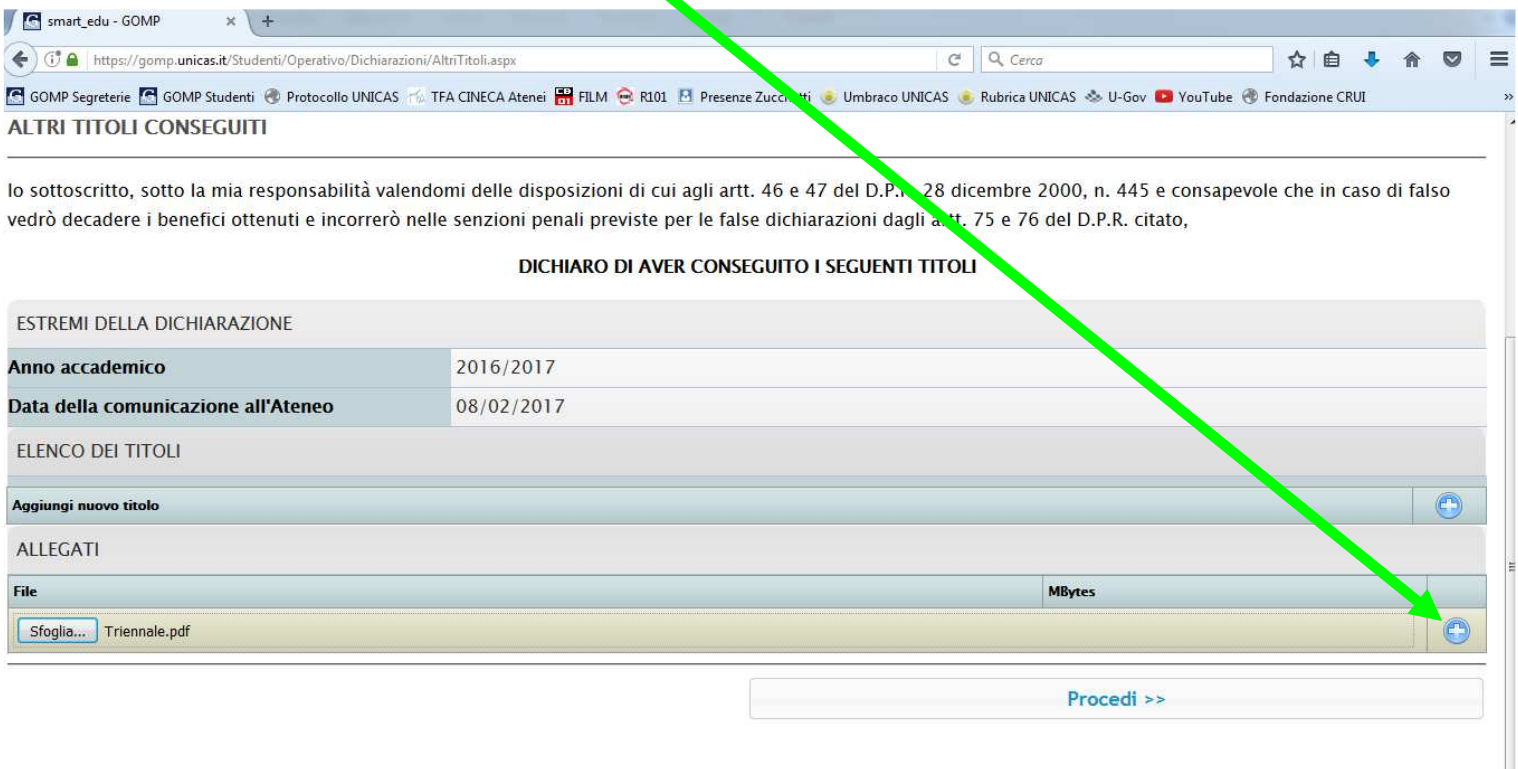 smart_edu - GOMP × +
https://gomp.unicas.it/Studenti/Operativo/Dichiarazioni/AltriTitoli.aspx Cerca
GOMP Segreterie GOMP Studenti Protocollo UNICAS TFA CINECA Atenei FILM R101 Presenze Umbraco UNICAS Rubrica UNICAS U-Gov YouTube Fondazione CRUI »
ALTRI TITOLI CONSEGUITI
Io sottoscritto, sotto la mia responsabilità valendomi delle disposizioni di cui agli artt. 46 e 47 del D.P.R. 28 dicembre 2000, n. 445 e consapevole che in caso di falso
vedrò decadere i benefici ottenuti e incorrerò nelle senzioni penali previste per le false dichiarazioni dagli artt. 75 e 76 del D.P.R. citato,
DICHIARO DI AVER CONSEGUITO I SEGUENTI TITOLI
ESTREMI DELLA DICHIARAZIONE
Anno accademico 2016/2017
Data della comunicazione all'Ateneo 08/02/2017
ELENCO DEI TITOLI
Aggiungi nuovo titolo
ALLEGATI
File MBytes
Sfoglia... Triennale.pdf
Procedi >>